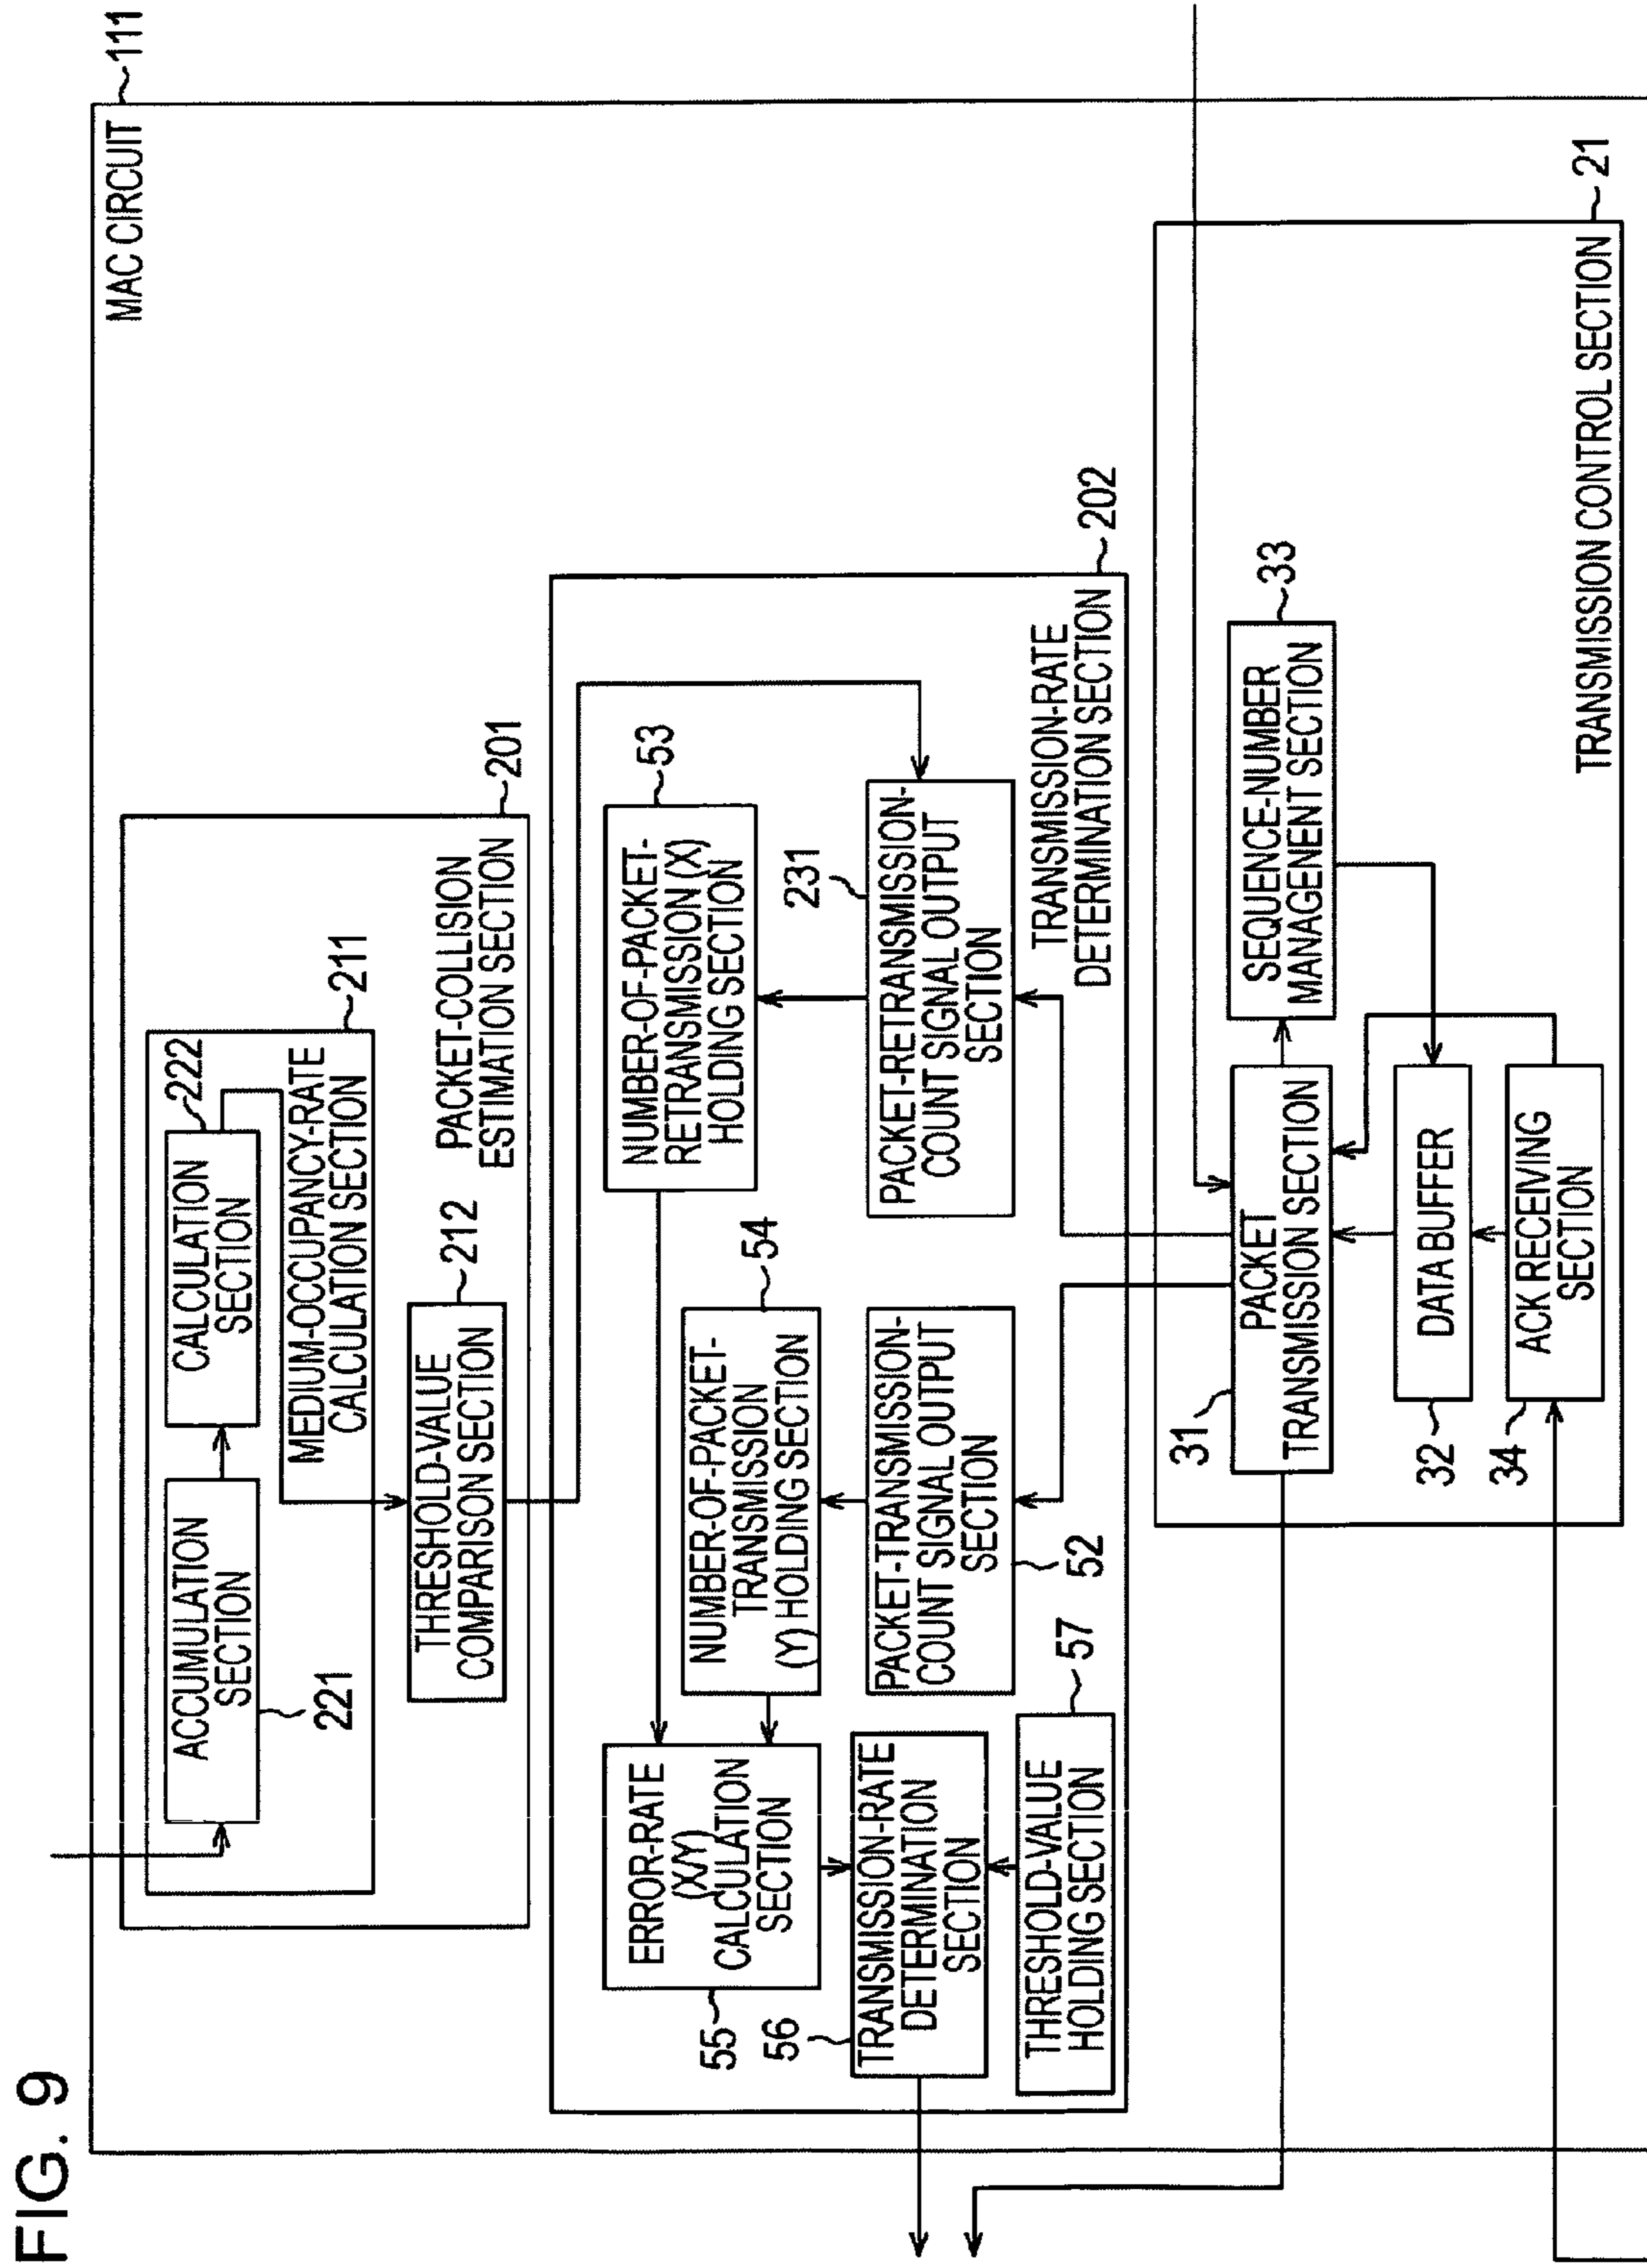 FIG. 9
MAC CIRCUIT
111
ACCUMULATION
SECTION
221
CALCULATION
SECTION
222
MEDIUM-OCCUPANCY-RATE
CALCULATION SECTION
211
THRESHOLD-VALUE
COMPARISON SECTION
212
PACKET-COLLISION
ESTIMATION SECTION
201
ERROR-RATE
(X/Y)
CALCULATION
SECTION
55
NUMBER-OF-PACKET-
RETRANSMISSION (X)
HOLDING SECTION
53
NUMBER-OF-PACKET-
TRANSMISSION
(Y) HOLDING SECTION
54
TRANSMISSION-RATE
DETERMINATION
SECTION
56
PACKET-TRANSMISSION-
COUNT SIGNAL OUTPUT
SECTION
52
PACKET-RETRANSMISSION-
COUNT SIGNAL OUTPUT
SECTION
231
THRESHOLD-VALUE
HOLDING SECTION
57
TRANSMISSION-RATE
DETERMINATION SECTION
202
PACKET
TRANSMISSION SECTION
31
SEQUENCE-NUMBER
MANAGENENT SECTION
33
DATA BUFFER
32
ACK RECEIVING
SECTION
34
TRANSMISSION CONTROL SECTION
21